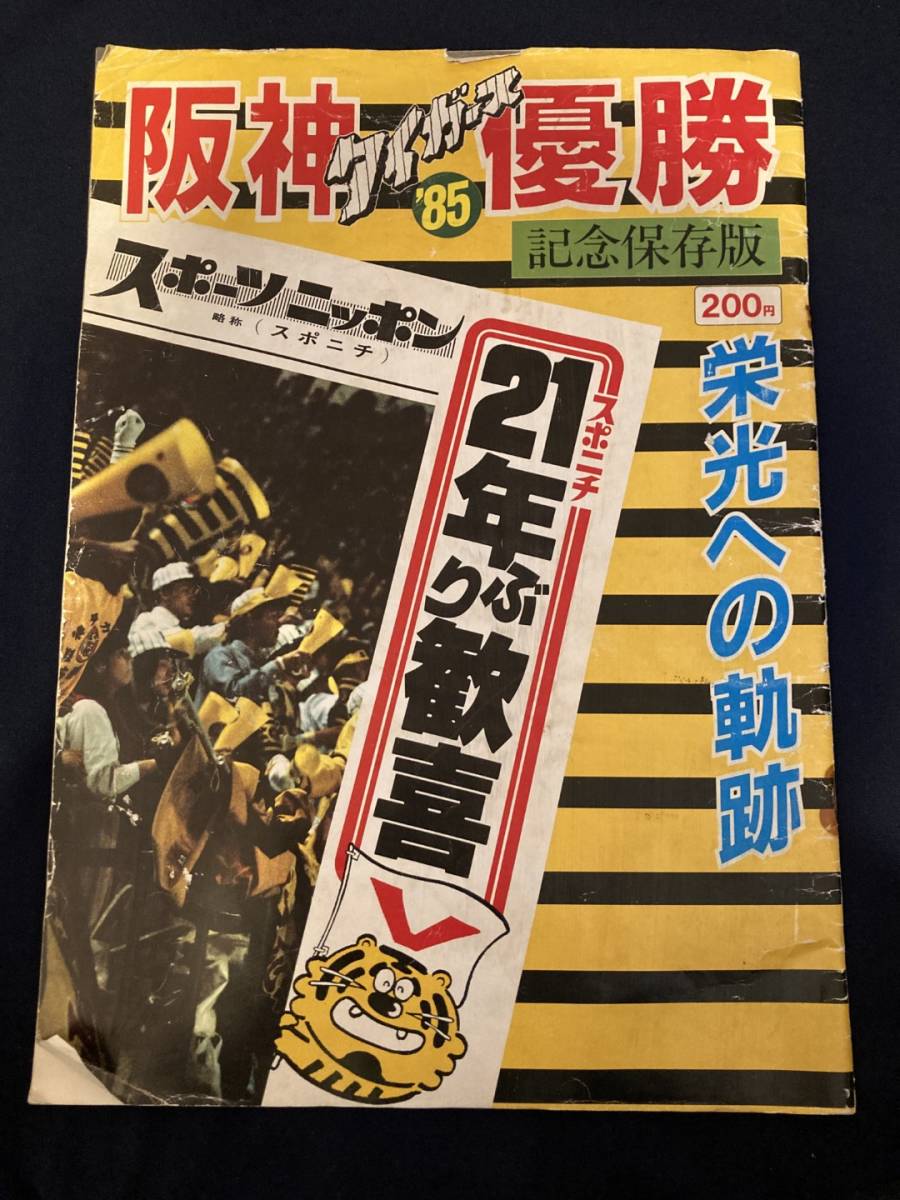 阪神タイガース優勝
'85
記念保存版
200円
スポーツニッポン
略称(スポニチ)
スポニチ
21年ぶり歓喜
V
栄光への軌跡